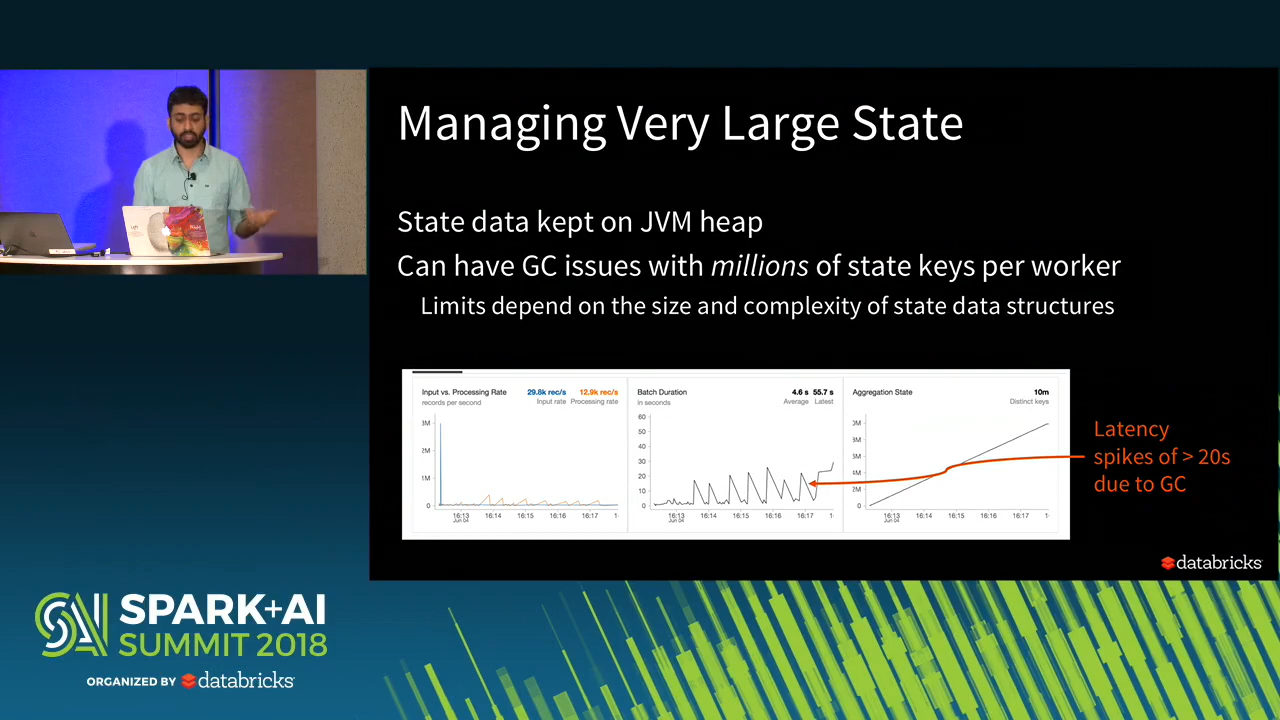 Managing Very Large State
State data kept on JVM heap
Can have GC issues with millions of state keys per worker
Limits depend on the size and complexity of state data structures
Input vs. Processing Rate
records per second
29.8k rec/s
Input rate
12.9k rec/s
Processing rate
3M
2M
1M
0
16:13
Jun 04
16:14
16:15
16:16
16:17
1
Batch Duration
in seconds
4.6 s
Average
55.7 s
Latest
60
50
40
30
20
10
0
16:13
Jun 04
16:14
16:15
16:16
16:17
1
Aggregation State
10m
Distinct keys
2M
0
16:13
Jun 04
16:14
16:15
16:16
16:17
1
Latency
spikes of > 20s
due to GC
databricks
SPARK+AI
SUMMIT 2018
ORGANIZED BY databricks